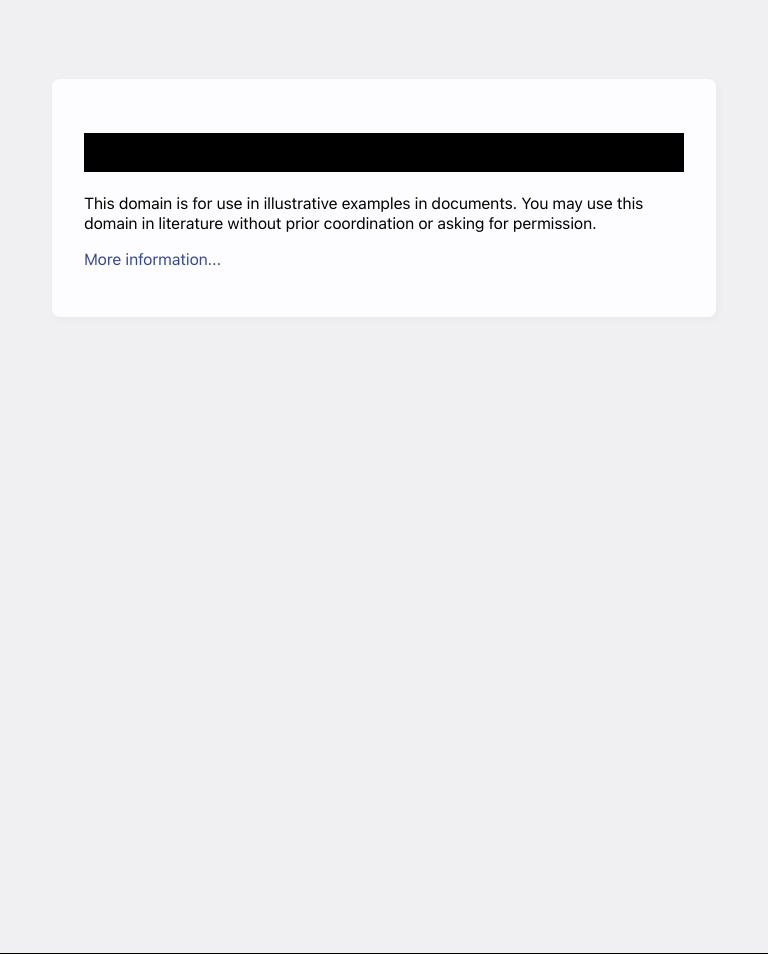 This domain is for use in illustrative examples in documents. You may use this
domain in literature without prior coordination or asking for permission.
More information...